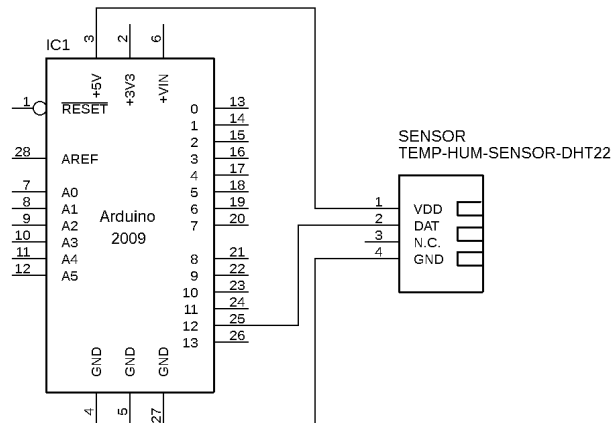 3
2
6
IC1
+5V
+3V3
+VIN
1
RESET
28
AREF
7
A0
8
A1
9
A2
10
A3
11
A4
12
A5
Arduino
2009
0
13
1
14
2
15
3
16
4
17
5
18
6
19
7
20
8
21
9
22
10
23
11
24
12
25
13
26
GND
GND
GND
4
5
27
SENSOR
TEMP-HUM-SENSOR-DHT22
1
VDD
2
DAT
3
N.C.
4
GND